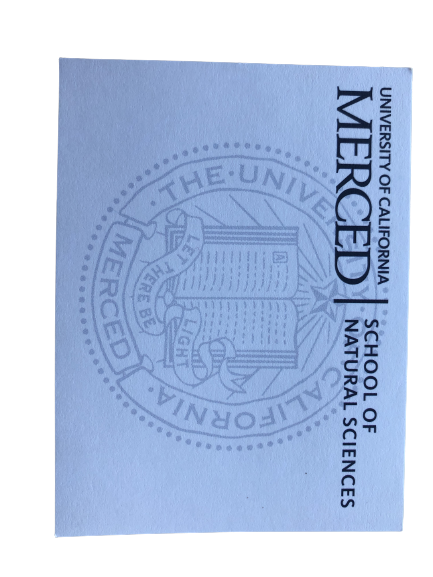 UNIVERSITY OF CALIFORNIA
MERCED
SCHOOL OF
NATURAL SCIENCES
THE · UNIVERSITY · OF · CALIFORNIA ·
MERCED
LET THERE BE
LIGHT
A